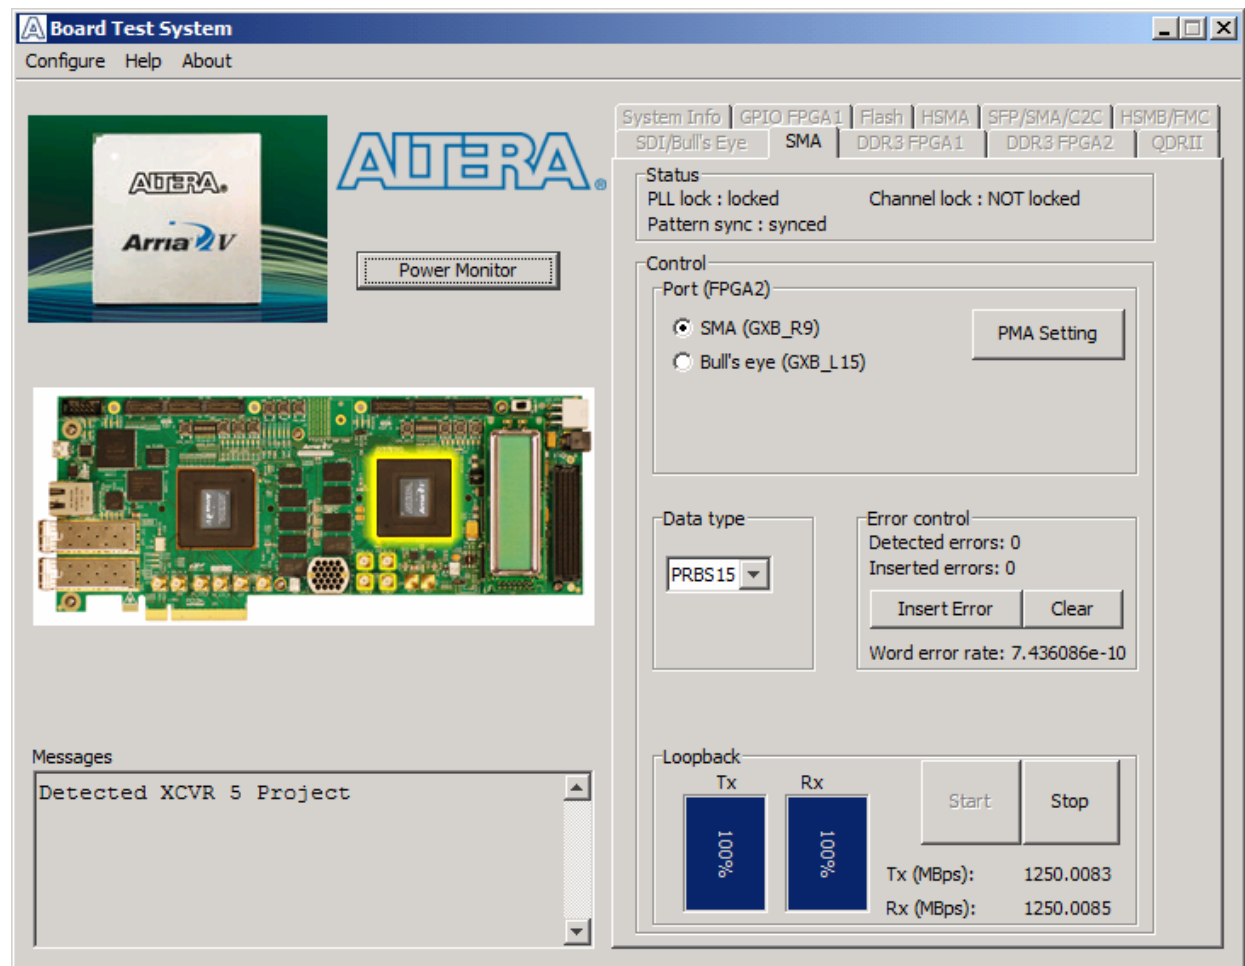 Board Test System
Configure Help About
ALTERA®
Arria V
ALTERA®
Power Monitor
System Info GPIO FPGA1 Flash HSMA SFP/SMA/C2C HSMB/FMC
SDI/Bull's Eye SMA DDR3 FPGA1 DDR3 FPGA2 QDRII
Status
PLL lock : locked Channel lock : NOT locked
Pattern sync : synced
Control
Port (FPGA2)
SMA (GXB_R9)
PMA Setting
Bull's eye (GXB_L15)
Data type
PRBS15
Error control
Detected errors: 0
Inserted errors: 0
Insert Error Clear
Word error rate: 7.436086e-10
Messages
Detected XCVR 5 Project
Loopback
Tx Rx
100% 100%
Start Stop
Tx (MBps): 1250.0083
Rx (MBps): 1250.0085